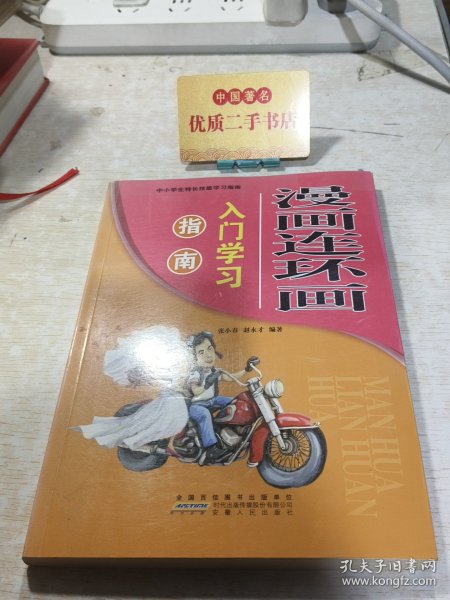 中国著名
优质二手书店
中小学生特长技能学习指南
漫画连环画
入门学习
指南
张小春 赵永才 编著
MAN HUA
LIAN HUAN
HUA
全国百佳图书出版单位
时代出版传媒股份有限公司
安徽人民出版社
孔夫子旧书网
www.kongfz.com